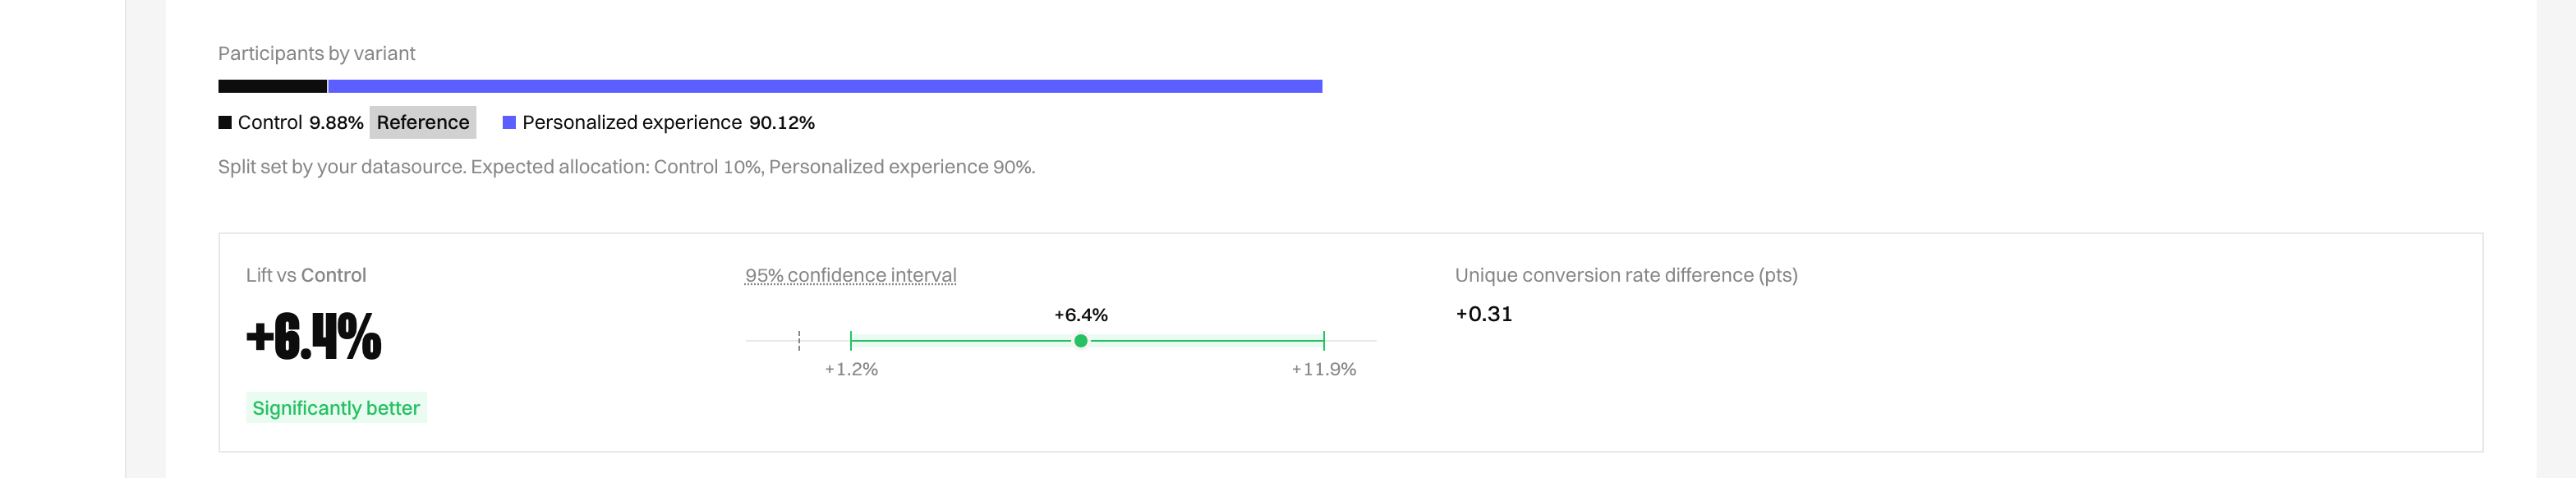 Participants by variant
Control 9.88% Reference Personalized experience 90.12%
Split set by your datasource. Expected allocation: Control 10%, Personalized experience 90%.
Lift vs Control
+6.4%
Significantly better
95% confidence interval
+6.4%
+1.2% +11.9%
Unique conversion rate difference (pts)
+0.31